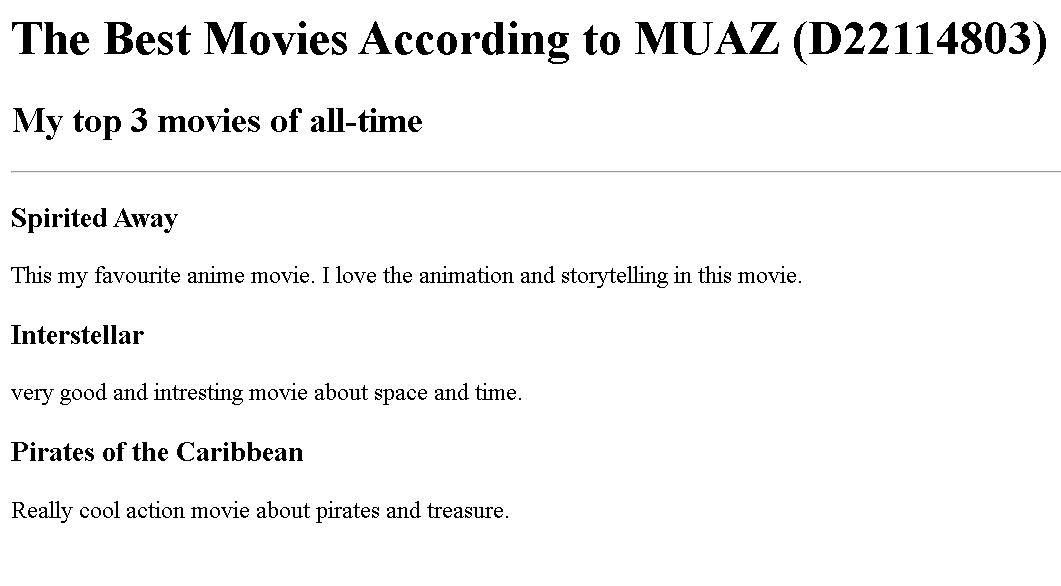 The Best Movies According to MUAZ (D22114803)
My top 3 movies of all-time
Spirited Away
This my favourite anime movie. I love the animation and storytelling in this movie.
Interstellar
very good and intresting movie about space and time.
Pirates of the Caribbean
Really cool action movie about pirates and treasure.